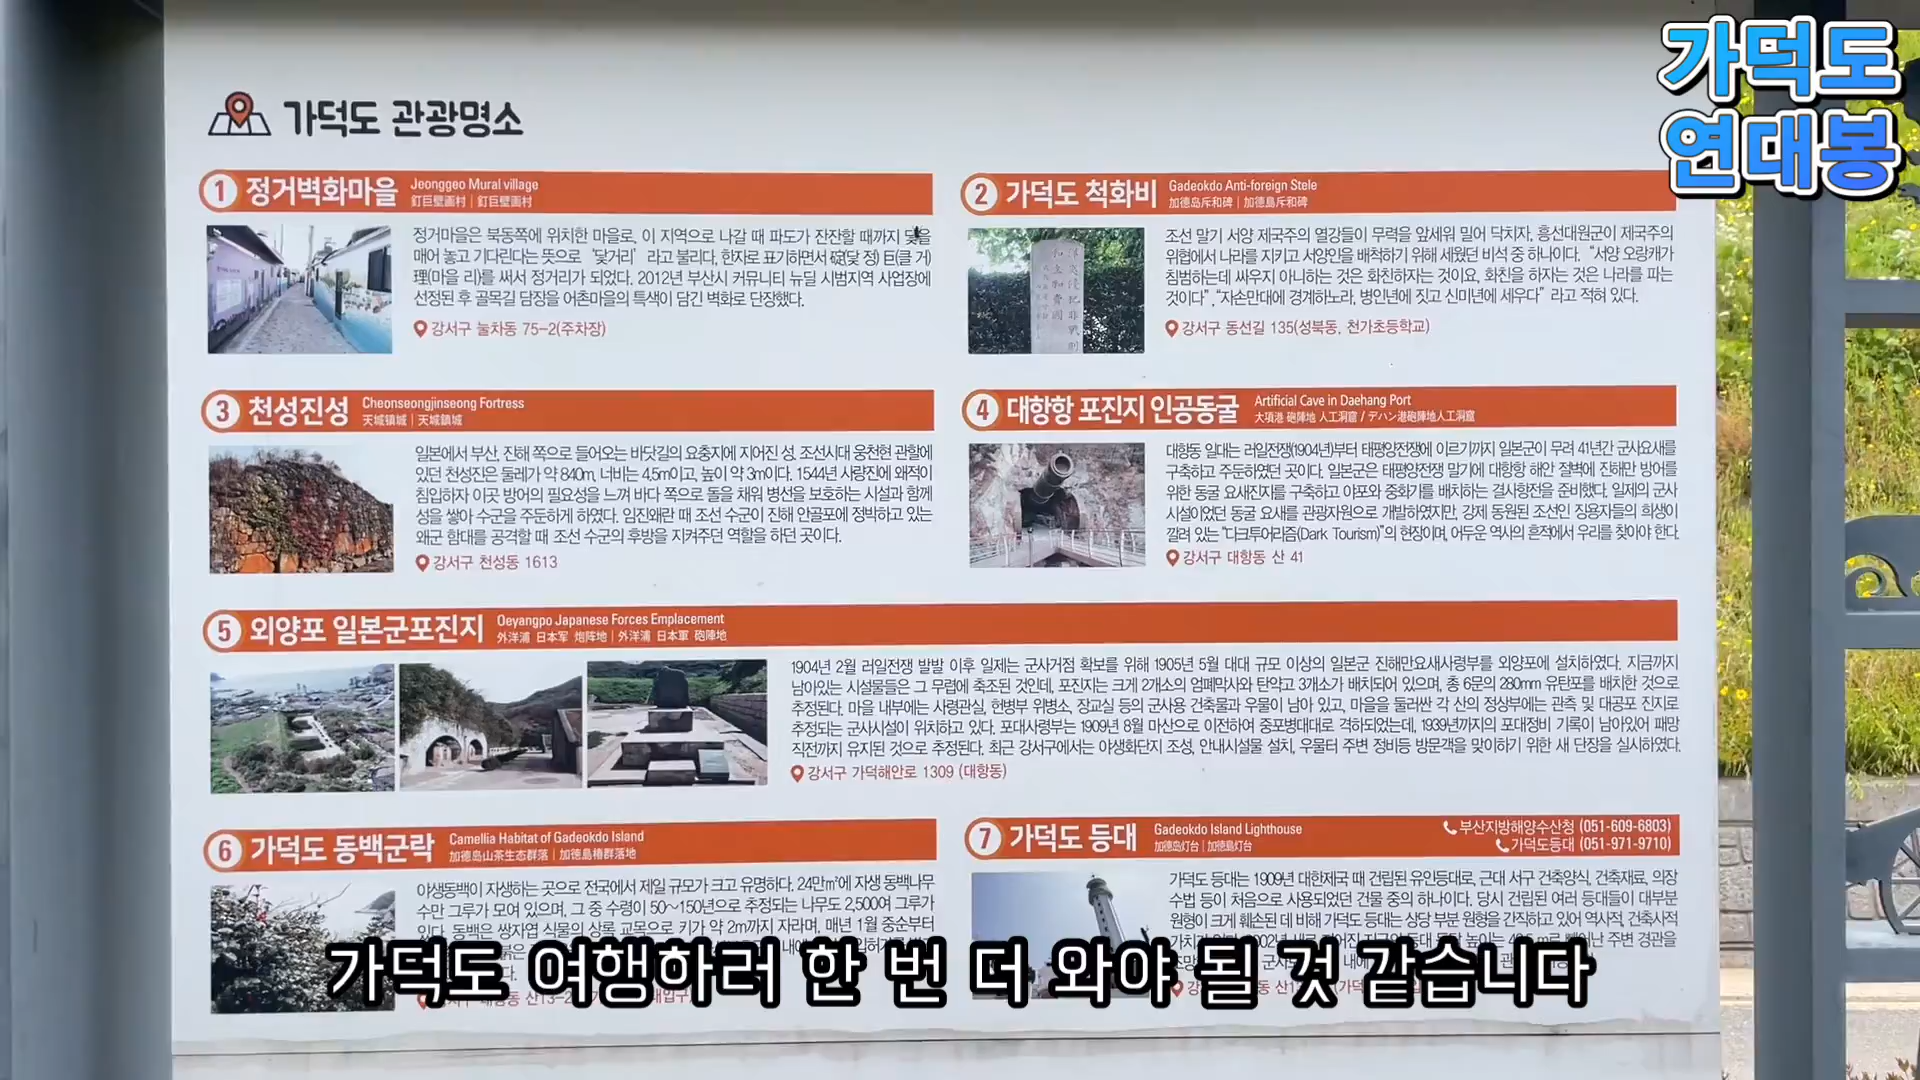 가덕도
연대봉
가덕도 관광명소
1 정거벽화마을 Jeonggeo Mural village
釘巨壁画村 | 釘巨壁画村
정거마을은 북동쪽에 위치한 마을로, 이 지역으로 나갈 때 파도가 잔잔할 때까지 닻을
매어 놓고 기다린다는 뜻으로 "닻거리" 라고 불리다, 한자로 표기하면서 碇(닻 정) 巨(클 거)
理(마을 리)를 써서 정거리가 되었다. 2012년 부산시 커뮤니티 뉴딜 시범지역 사업장에
선정된 후 골목길 담장을 어촌마을의 특색이 담긴 벽화로 단장했다.
강서구 눌차동 75-2(주차장)
2 가덕도 척화비 Gadeokdo Anti-foreign Stele
加德岛斥和碑 | 加德島斥和碑
조선 말기 서양 제국주의 열강들이 무력을 앞세워 밀어 닥치자, 흥선대원군이 제국주의
위협에서 나라를 지키고 서양인을 배척하기 위해 세웠던 비석 중 하나이다. "서양 오랑캐가
침범하는데 싸우지 아니하는 것은 화친하자는 것이요, 화친을 하자는 것은 나라를 파는
것이다", "자손만대에 경계하노라, 병인년에 짓고 신미년에 세우다" 라고 적혀 있다.
강서구 동선길 135(성북동, 천가초등학교)
3 천성진성 Cheonseongjinseong Fortress
天城镇城 | 天城鎮城
일본에서 부산, 진해 쪽으로 들어오는 바닷길의 요충지에 지어진 성. 조선시대 웅천현 관할에
있던 천성진은 둘레가 약 840m, 너비는 4.5m이고, 높이 약 3m이다. 1544년 사량진에 왜적이
침입하자 이곳 방어의 필요성을 느껴 바다 쪽으로 돌을 채워 병선을 보호하는 시설과 함께
성을 쌓아 수군을 주둔하게 하였다. 임진왜란 때 조선 수군이 진해 안골포에 정박하고 있는
왜군 함대를 공격할 때 조선 수군의 후방을 지켜주던 역할을 하던 곳이다.
강서구 천성동 1613
4 대항항 포진지 인공동굴 Artificial Cave in Daehang Port
大項港 砲陣地 人工洞窟 / デハン港砲陣地人工洞窟
대항동 일대는 러일전쟁(1904년)부터 태평양전쟁에 이르기까지 일본군이 무려 41년간 군사요새를
구축하고 주둔하였던 곳이다. 일본군은 태평양전쟁 말기에 대항항 해안 절벽에 진해만 방어를
위한 동굴 요새진지를 구축하고 야포와 중화기를 배치하는 결사항전을 준비했다. 일제의 군사
시설이었던 동굴 요새를 관광자원으로 개발하였지만, 강제 동원된 조선인 징용자들의 희생이
깔려 있는 "다크투어리즘(Dark Tourism)"의 현장이며, 어두운 역사의 흔적에서 우리를 찾아야 한다.
강서구 대항동 산 41
5 외양포 일본군포진지 Oeyangpo Japanese Forces Emplacement
外洋浦 日本军 炮阵地 | 外洋浦 日本軍 砲陣地
1904년 2월 러일전쟁 발발 이후 일제는 군사거점 확보를 위해 1905년 5월 대대 규모 이상의 일본군 진해만요새사령부를 외양포에 설치하였다. 지금까지
남아있는 시설물들은 그 무렵에 축조된 것인데, 포진지는 크게 2개소의 엄폐막사와 탄약고 3개소가 배치되어 있으며, 총 6문의 280mm 유탄포를 배치한 것으로
추정된다. 마을 내부에는 사령관실, 헌병부 위병소, 장교실 등의 군사용 건축물과 우물이 남아 있고, 마을을 둘러싼 각 산의 정상부에는 관측 및 대공포 진지로
추정되는 군사시설이 위치하고 있다. 포대사령부는 1909년 8월 마산으로 이전하여 중포병대대로 격하되었는데, 1939년까지의 포대정비 기록이 남아있어 패망
직전까지 유지된 것으로 추정된다. 최근 강서구에서는 야생화단지 조성, 안내시설물 설치, 우물터 주변 정비등 방문객을 맞이하기 위한 새 단장을 실시하였다.
강서구 가덕해안로 1309 (대항동)
6 가덕도 동백군락 Camellia Habitat of Gadeokdo Island
加德岛山茶生态群落 | 加徳島椿群落地
야생동백이 자생하는 곳으로 전국에서 제일 규모가 크고 유명하다. 24만㎡에 자생 동백나무
수만 그루가 모여 있으며, 그 중 수령이 50~150년으로 추정되는 나무도 2,500여 그루가
있다. 동백은 쌍자엽 식물의 상록 교목으로 키가 약 2m까지 자라며, 매년 1월 중순부터
7 가덕도 등대 Gadeokdo Island Lighthouse
加德岛灯台 | 加徳島灯台
부산지방해양수산청 (051-609-6803)
가덕도등대 (051-971-9710)
가덕도 등대는 1909년 대한제국 때 건립된 유인등대로, 근대 서구 건축양식, 건축재료, 의장
수법 등이 처음으로 사용되었던 건물 중의 하나이다. 당시 건립된 여러 등대들이 대부분
원형이 크게 훼손된 데 비해 가덕도 등대는 상당 부분 원형을 간직하고 있어 역사적, 건축사적
가덕도 여행하러 한 번 더 와야 될 것 같습니다